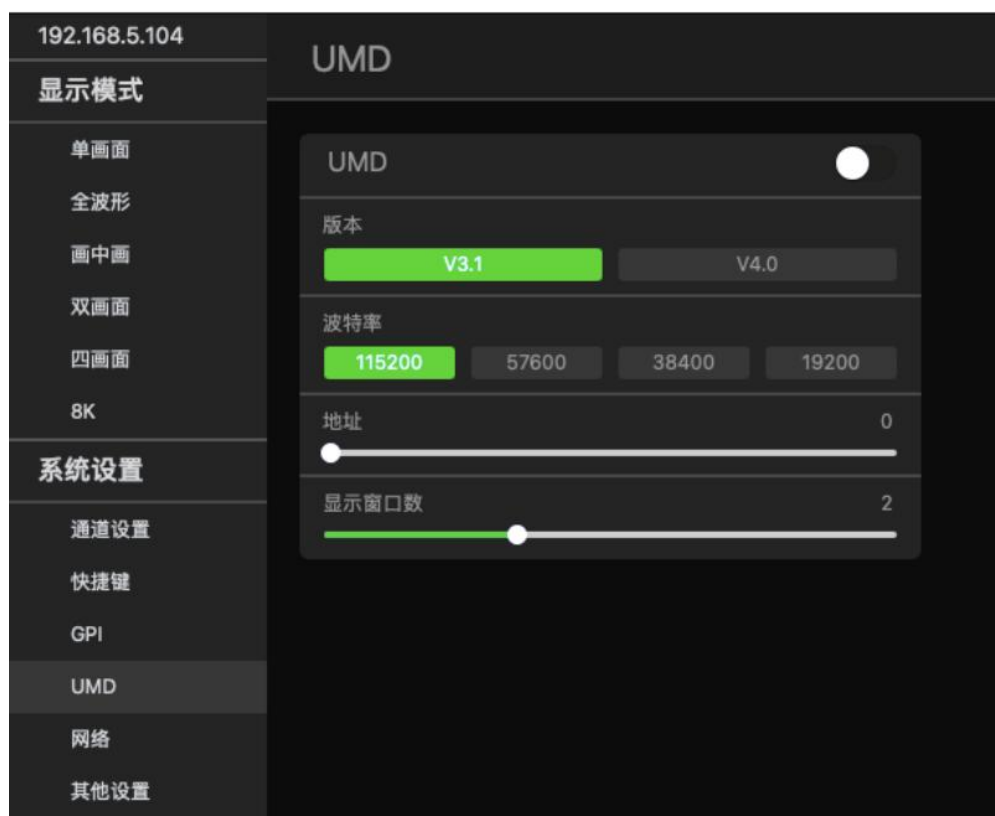 192.168.5.104
显示模式
单画面
全波形
画中画
双画面
四画面
8K
系统设置
通道设置
快捷键
GPI
UMD
网络
其他设置
UMD
UMD
版本
V3.1 V4.0
波特率
115200 57600 38400 19200
地址 0
显示窗口数 2